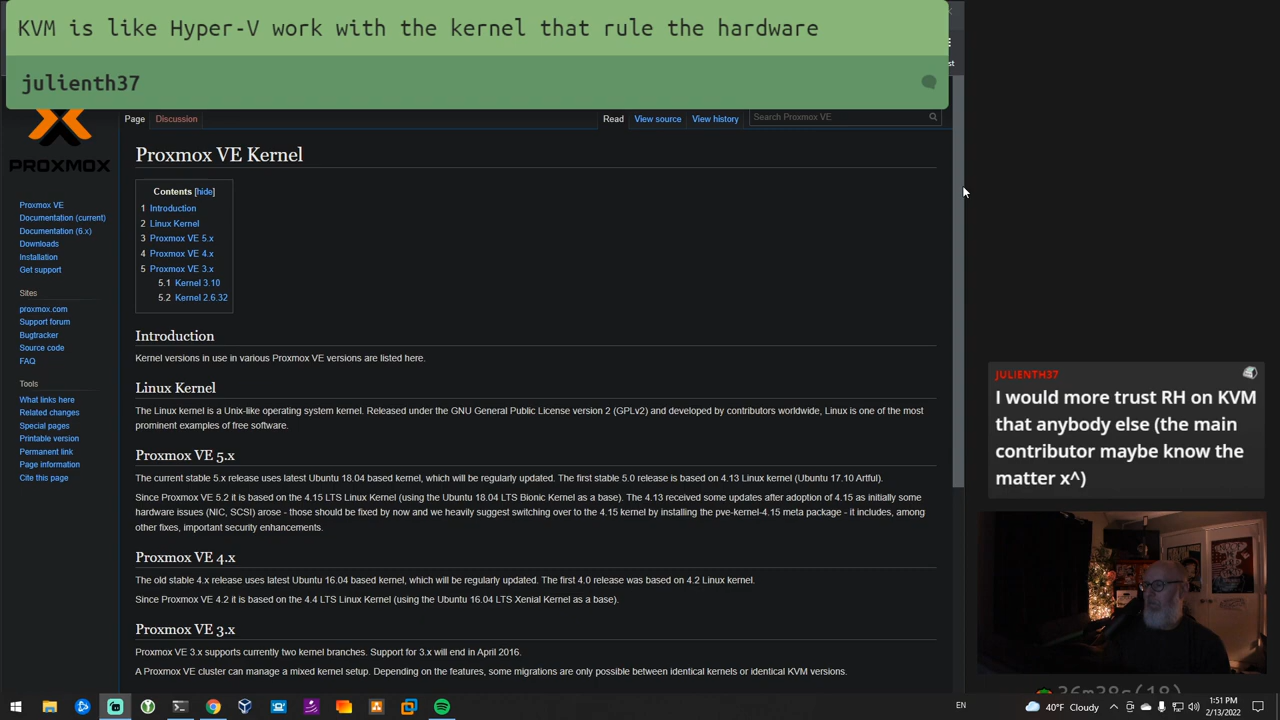 KVM is like Hyper-V work with the kernel that rule the hardware
julienth37
st
PROXMOX
Page
Discussion
Read
View source
View history
Search Proxmox VE
Proxmox VE Kernel
Contents [hide]
1 Introduction
2 Linux Kernel
3 Proxmox VE 5.x
4 Proxmox VE 4.x
5 Proxmox VE 3.x
5.1 Kernel 3.10
5.2 Kernel 2.6.32
Proxmox VE
Documentation (current)
Documentation (6.x)
Downloads
Installation
Get support
Sites
proxmox.com
Support forum
Bugtracker
Source code
FAQ
Tools
What links here
Related changes
Special pages
Printable version
Permanent link
Page information
Cite this page
Introduction
Kernel versions in use in various Proxmox VE versions are listed here.
Linux Kernel
The Linux kernel is a Unix-like operating system kernel. Released under the GNU General Public License version 2 (GPLv2) and developed by contributors worldwide, Linux is one of the most
prominent examples of free software.
Proxmox VE 5.x
The current stable 5.x release uses latest Ubuntu 18.04 based kernel, which will be regularly updated. The first stable 5.0 release is based on 4.13 Linux kernel (Ubuntu 17.10 Artful).
Since Proxmox VE 5.2 it is based on the 4.15 LTS Linux Kernel (using the Ubuntu 18.04 LTS Bionic Kernel as a base). The 4.13 received some updates after adoption of 4.15 as initially some
hardware issues (NIC, SCSI) arose - those should be fixed by now and we heavily suggest switching over to the 4.15 kernel by installing the pve-kernel-4.15 meta package - it includes, among
other fixes, important security enhancements.
Proxmox VE 4.x
The old stable 4.x release uses latest Ubuntu 16.04 based kernel, which will be regularly updated. The first 4.0 release was based on 4.2 Linux kernel.
Since Proxmox VE 4.2 it is based on the 4.4 LTS Linux Kernel (using the Ubuntu 16.04 LTS Xenial Kernel as a base).
Proxmox VE 3.x
Proxmox VE 3.x supports currently two kernel branches. Support for 3.x will end in April 2016.
A Proxmox VE cluster can manage a mixed kernel setup. Depending on the features, some migrations are only possible between identical kernels or identical KVM versions.
JULIENTH37
I would more trust RH on KVM
that anybody else (the main
contributor maybe know the
matter x^)
36m38s(18)
EN
40°F Cloudy
1:51 PM
2/13/2022